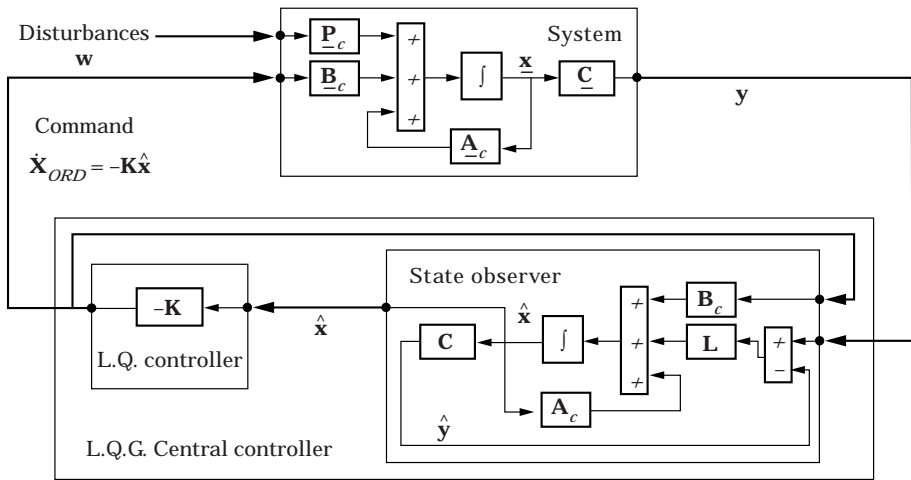 Disturbances
w
System
P_c
B_c
+
+
+
∫
x
C
A_c
y
Command
Ẋ_ORD = –Kx̂
State observer
B_c
L
+
+
+
+
–
∫
x̂
C
A_c
ŷ
–K
x̂
L.Q. controller
L.Q.G. Central controller